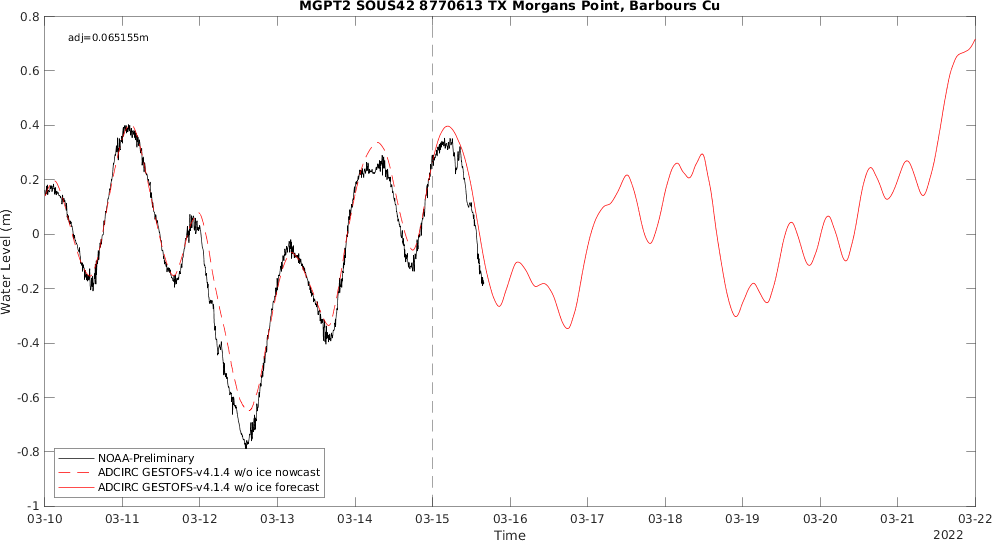 MGPT2 SOUS42 8770613 TX Morgans Point, Barbours Cu
adj=0.065155m
0.8
0.6
0.4
0.2
0
-0.2
-0.4
-0.6
-0.8
-1
Water Level (m)
NOAA-Preliminary
ADCIRC GESTOFS-v4.1.4 w/o ice nowcast
ADCIRC GESTOFS-v4.1.4 w/o ice forecast
03-10 03-11 03-12 03-13 03-14 03-15 03-16 03-17 03-18 03-19 03-20 03-21 03-22
Time
2022